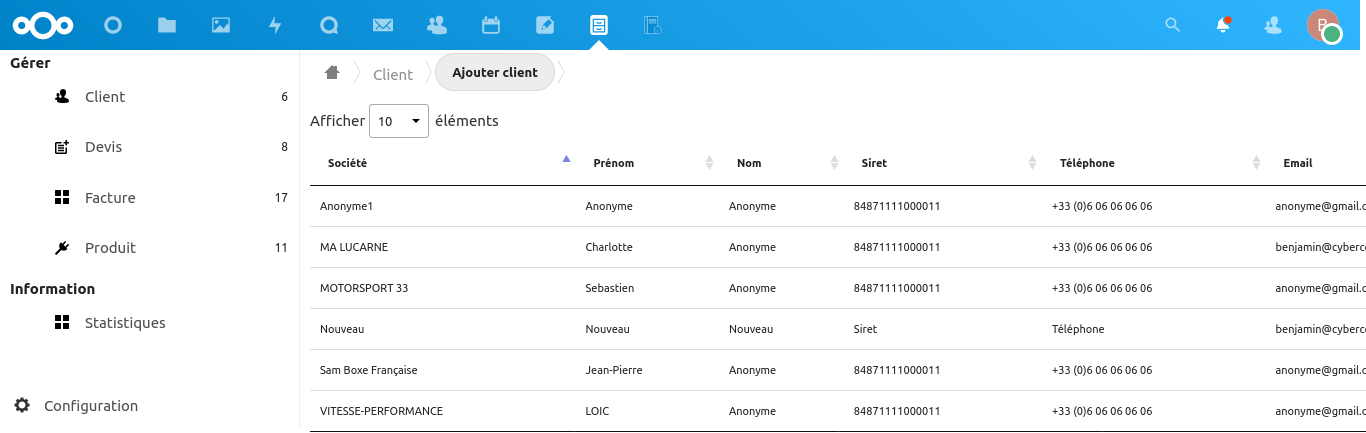 B
Gérer
Client 6
Devis 8
Facture 17
Produit 11
Information
Statistiques
Configuration
Client Ajouter client
Afficher 10 éléments
Société Prénom Nom Siret Téléphone Email
Anonyme1 Anonyme Anonyme 84871111000011 +33 (0)6 06 06 06 06 anonyme@gmail.c
MA LUCARNE Charlotte Anonyme 84871111000011 +33 (0)6 06 06 06 06 benjamin@cyberc
MOTORSPORT 33 Sebastien Anonyme 84871111000011 +33 (0)6 06 06 06 06 anonyme@gmail.c
Nouveau Nouveau Nouveau Siret Téléphone benjamin@cyberc
Sam Boxe Française Jean-Pierre Anonyme 84871111000011 +33 (0)6 06 06 06 06 anonyme@gmail.c
VITESSE-PERFORMANCE LOIC Anonyme 84871111000011 +33 (0)6 06 06 06 06 anonyme@gmail.c